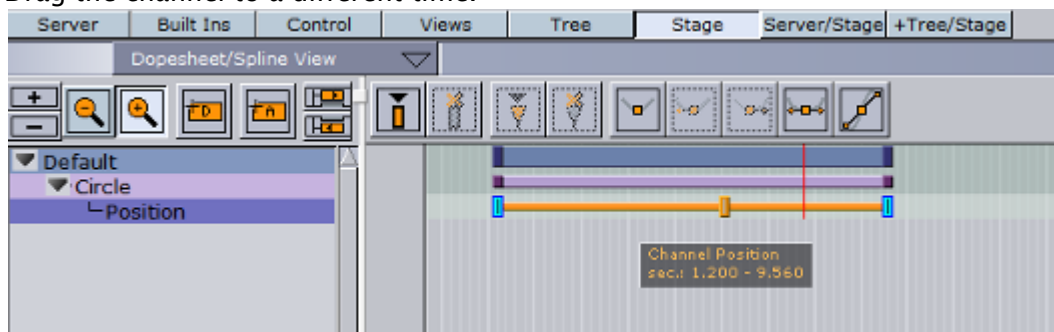 Drag the channel to a different time.
Server Built Ins Control Views Tree Stage Server/Stage +Tree/Stage
Dopesheet/Spline View
+ + D A
−
Default
Circle
Position
Channel Position
sec.: 1.200 - 9.560